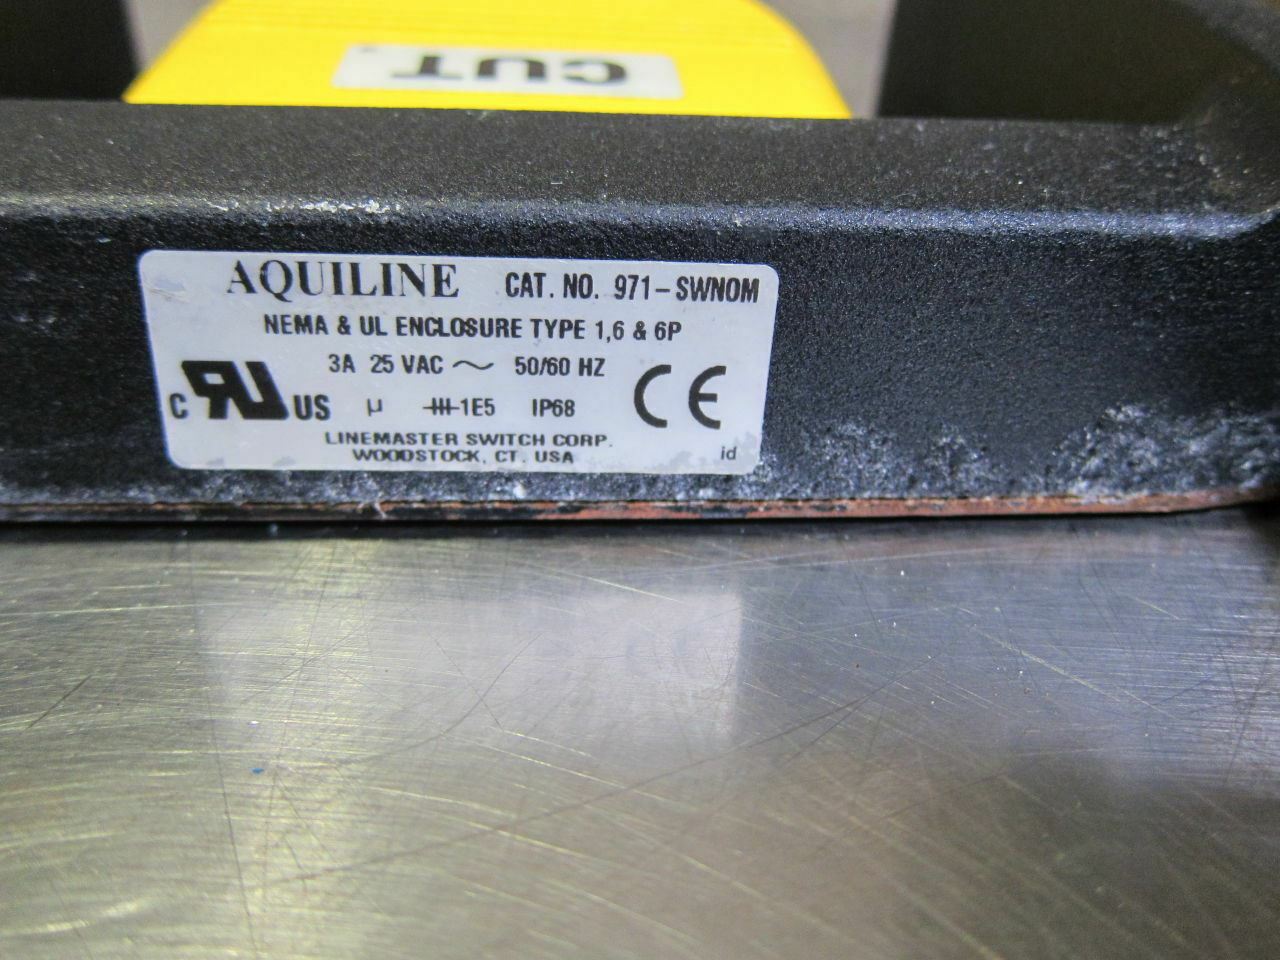 CUT
AQUILINE CAT. NO. 971-SWNOM
NEMA & UL ENCLOSURE TYPE 1,6 & 6P
3A 25 VAC ~ 50/60 HZ
C RU US µ 1E5 IP68 CE
LINEMASTER SWITCH CORP.
WOODSTOCK, CT. USA
id